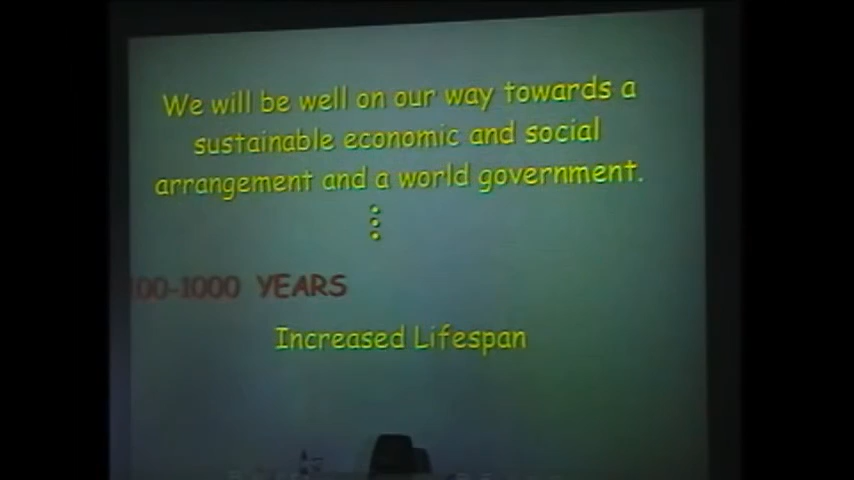 We will be well on our way towards a
sustainable economic and social
arrangement and a world government.
100-1000 YEARS
Increased Lifespan